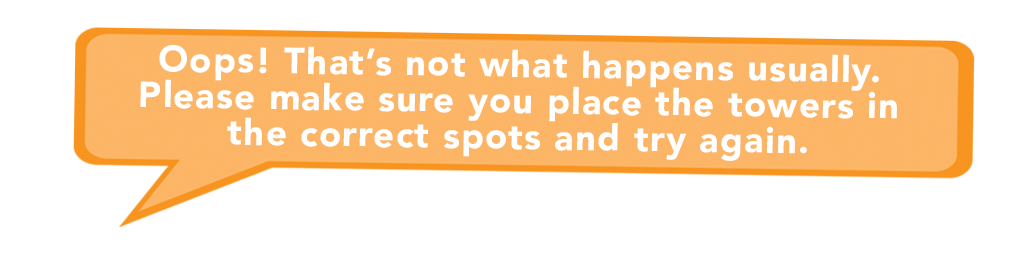 Oops! That’s not what happens usually.
Please make sure you place the towers in
the correct spots and try again.